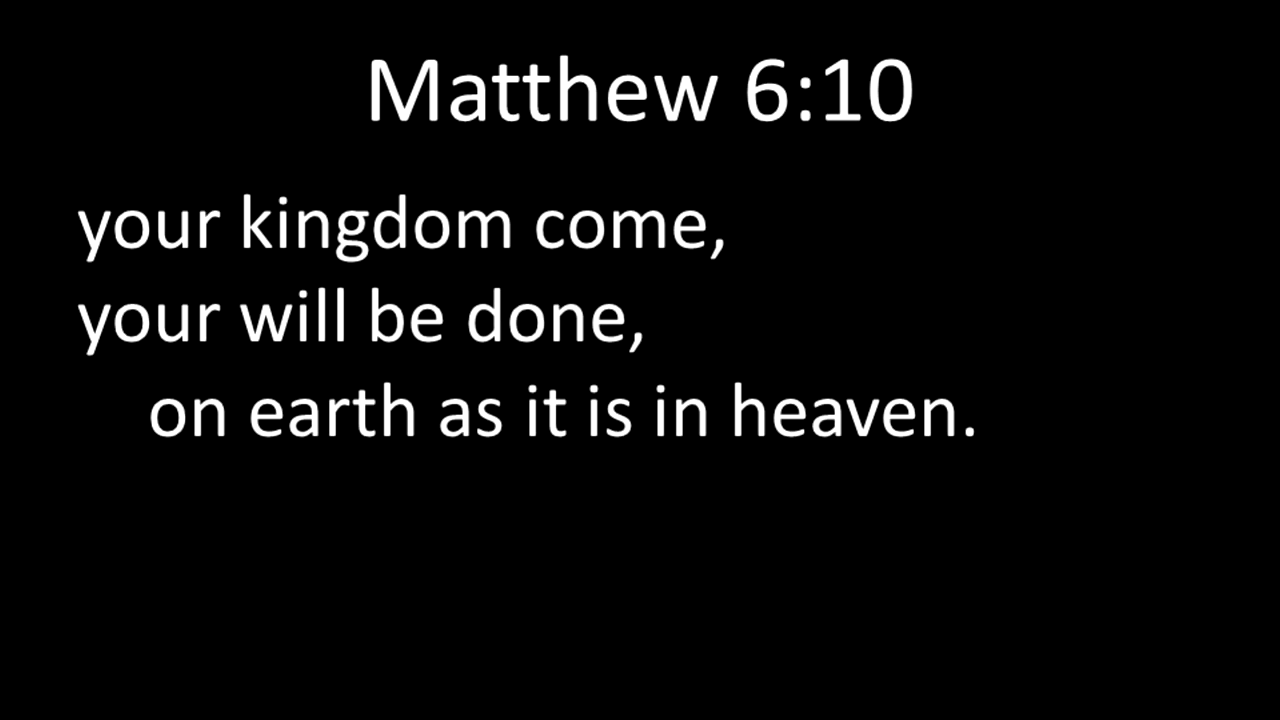 Matthew 6:10
your kingdom come,
your will be done,
on earth as it is in heaven.